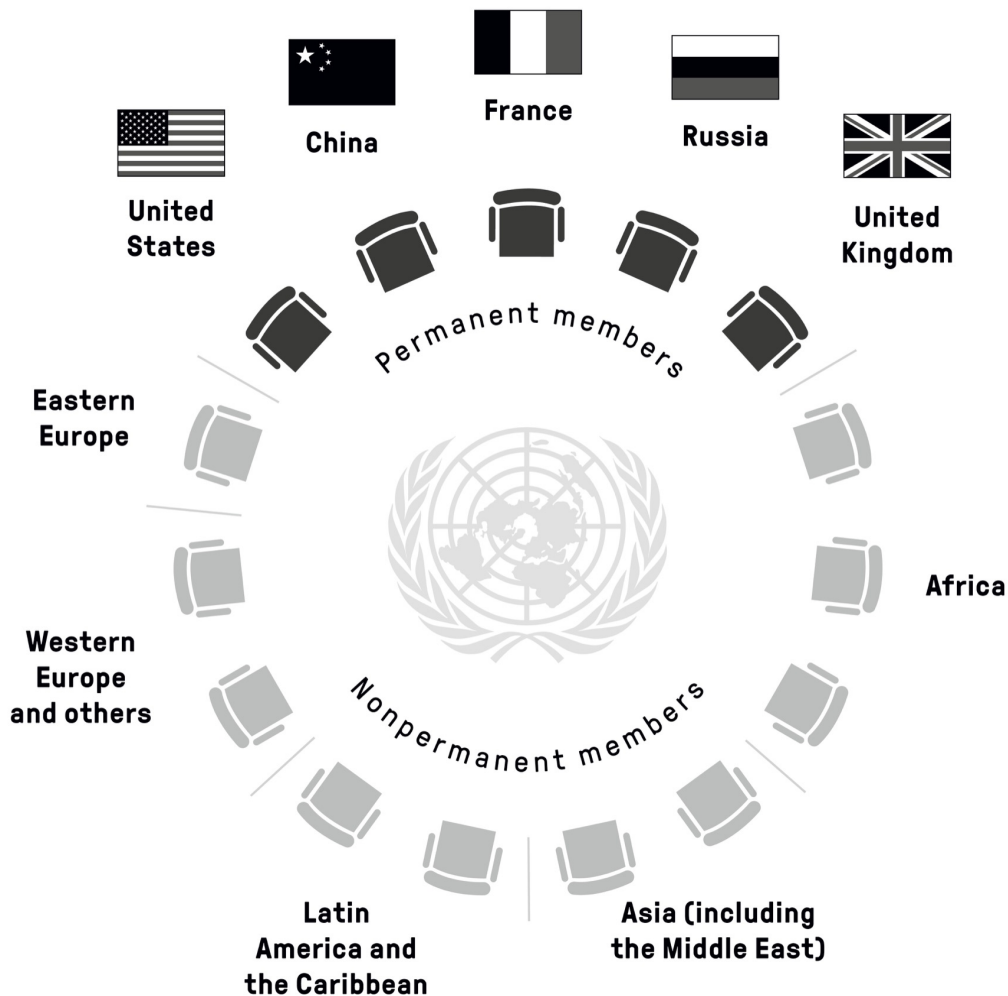 China
France
Russia
United
States
United
Kingdom
Permanent members
Eastern
Europe
Africa
Western
Europe
and others
Nonpermanent members
Latin
America and
the Caribbean
Asia (including
the Middle East)